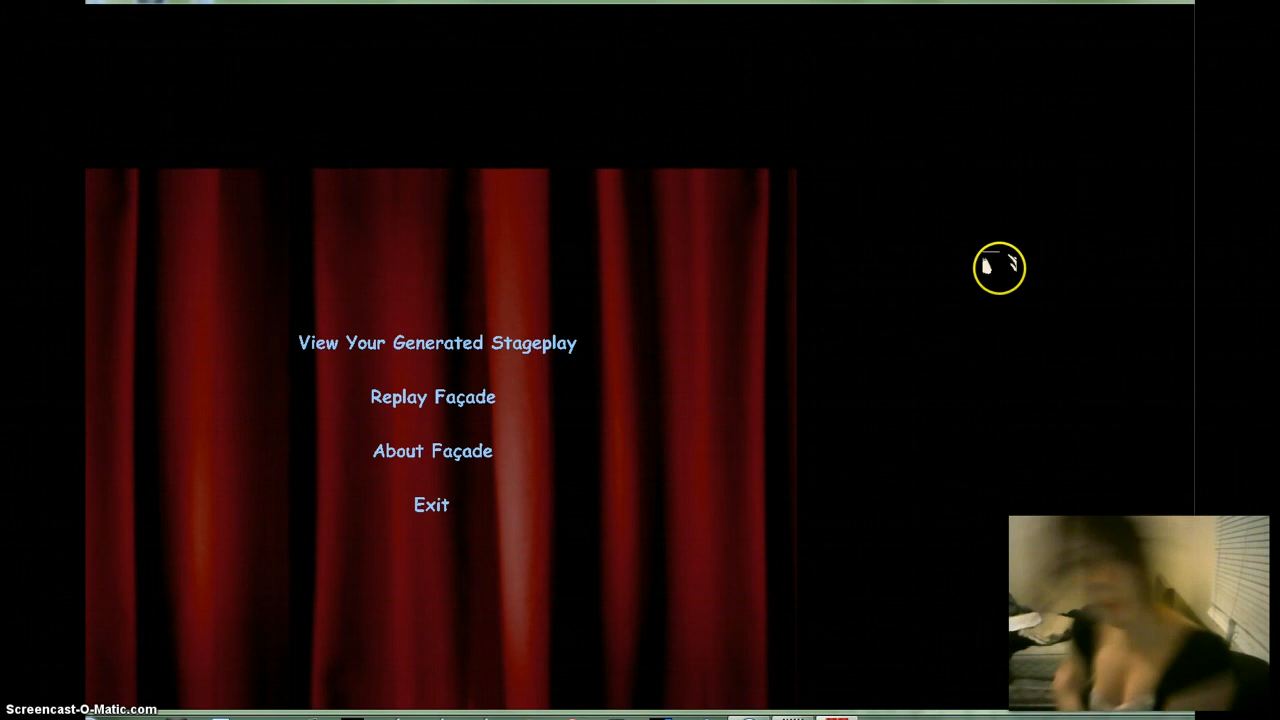 View Your Generated Stageplay
Replay Façade
About Façade
Exit
Screencast-O-Matic.com